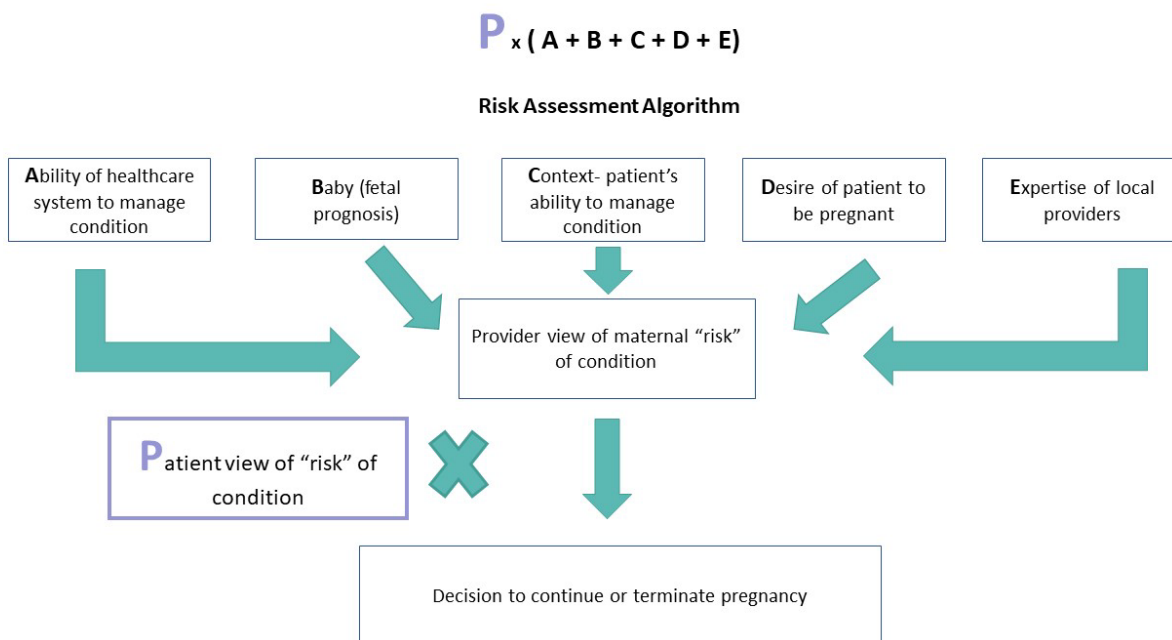 P x ( A + B + C + D + E)
Risk Assessment Algorithm
Ability of healthcare
system to manage
condition
Baby (fetal
prognosis)
Context- patient's
ability to manage
condition
Desire of patient to
be pregnant
Expertise of local
providers
Provider view of maternal “risk”
of condition
Patient view of “risk” of
condition
Decision to continue or terminate pregnancy